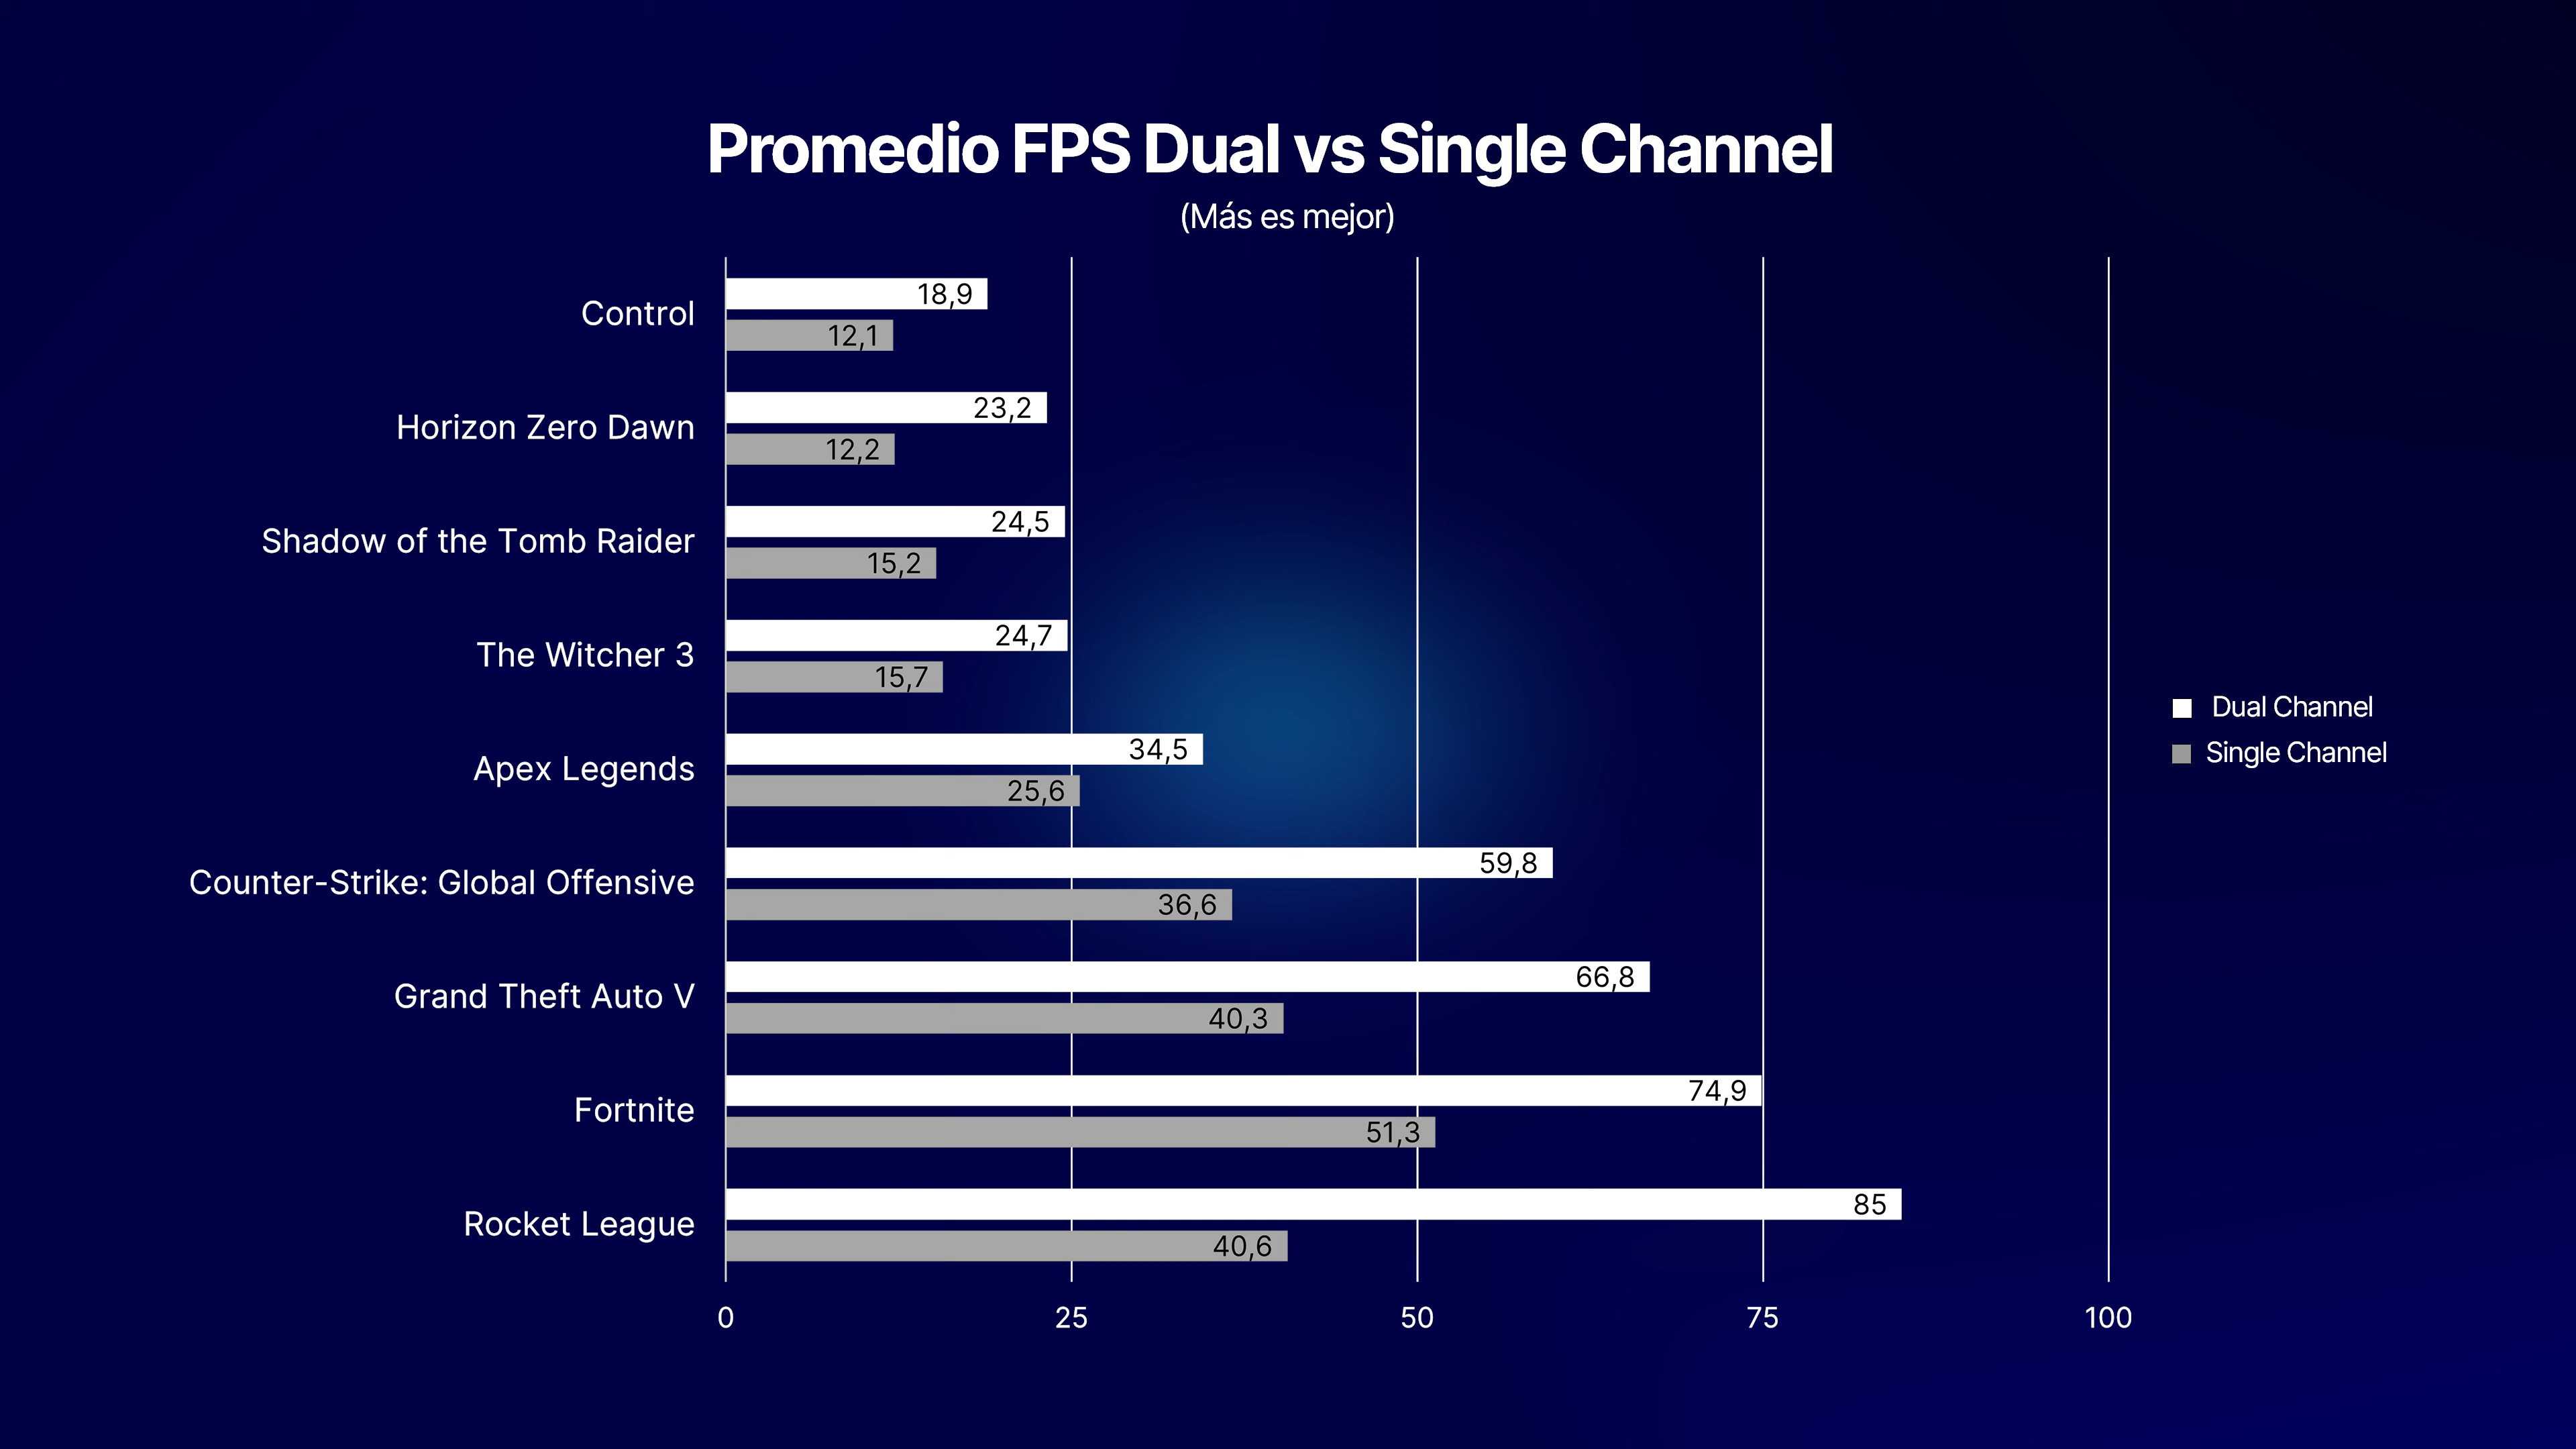 Promedio FPS Dual vs Single Channel
(Más es mejor)
Control
18,9
12,1
Horizon Zero Dawn
23,2
12,2
Shadow of the Tomb Raider
24,5
15,2
The Witcher 3
24,7
15,7
Apex Legends
34,5
25,6
Counter-Strike: Global Offensive
59,8
36,6
Grand Theft Auto V
66,8
40,3
Fortnite
74,9
51,3
Rocket League
85
40,6
0 25 50 75 100
Dual Channel
Single Channel